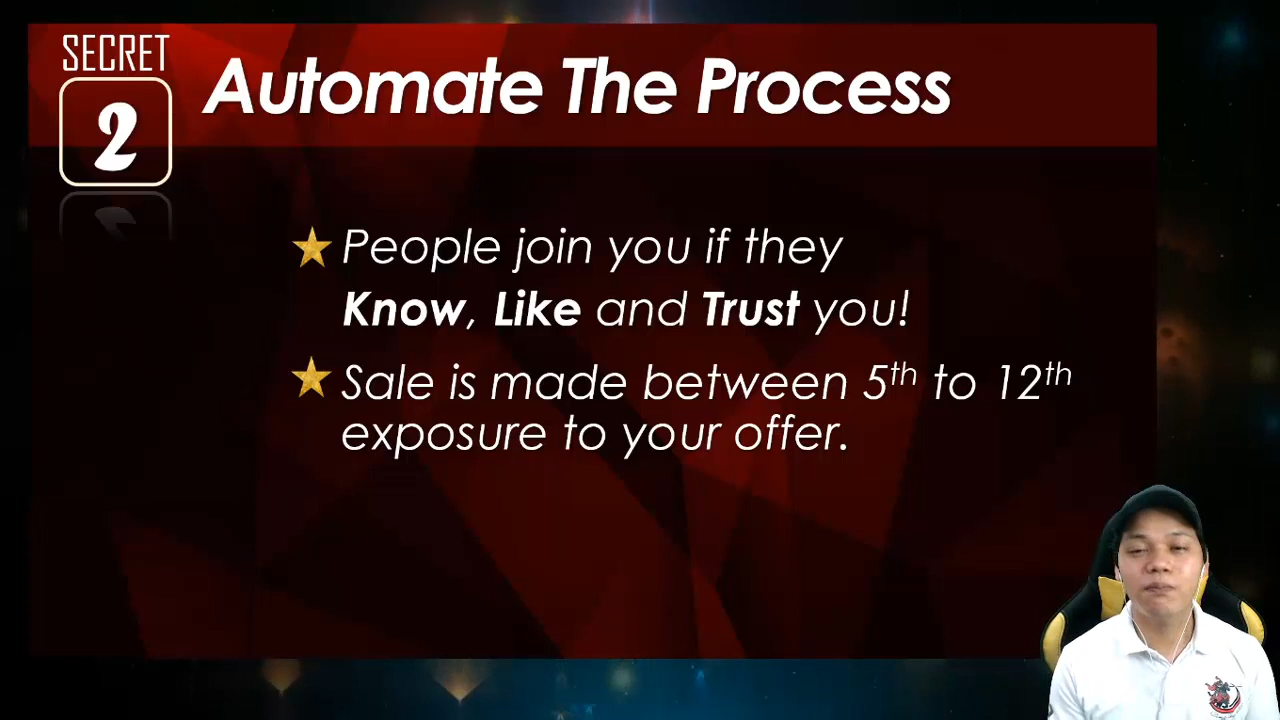 SECRET
2
Automate The Process
People join you if they
Know, Like and Trust you!
Sale is made between 5th to 12th
exposure to your offer.